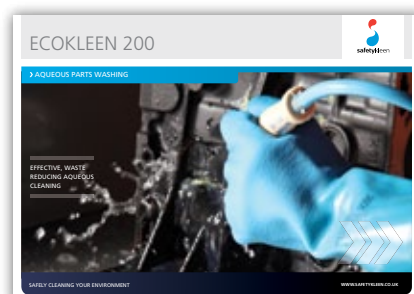 ECOKLEEN 200
safetykleen
› AQUEOUS PARTS WASHING
EFFECTIVE, WASTE
REDUCING AQUEOUS
CLEANING
SAFELY CLEANING YOUR ENVIRONMENT
WWW.SAFETYKLEEN.CO.UK